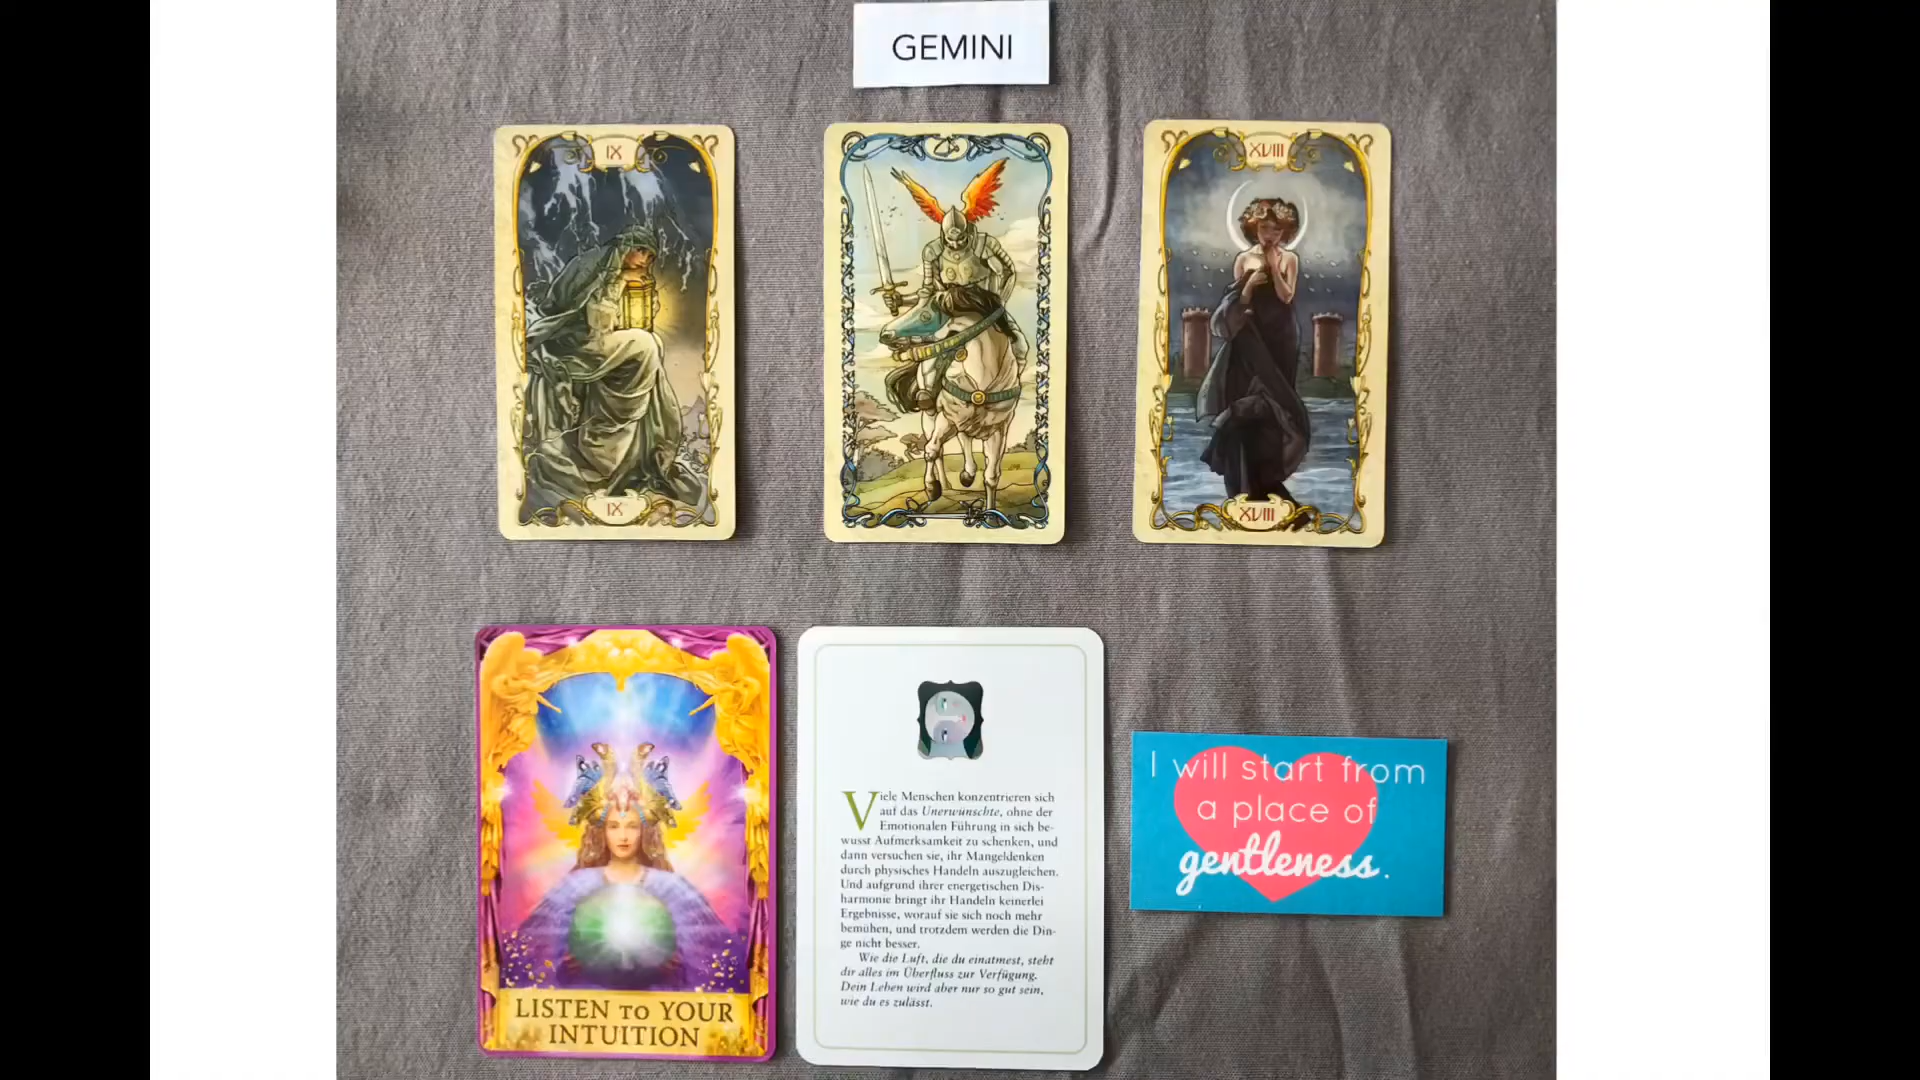 GEMINI
IX
XVIII
IX
XVIII
LISTEN TO YOUR
INTUITION
Viele Menschen konzentrieren sich
auf das Unerwünschte, ohne der
Emotionalen Führung in sich be-
wusst Aufmerksamkeit zu schenken, und
dann versuchen sie, ihr Mangeldenken
durch physisches Handeln auszugleichen.
Und aufgrund ihrer energetischen Dis-
harmonie bringt ihr Handeln keinerlei
Ergebnisse, worauf sie sich noch mehr
bemühen, und trotzdem werden die Din-
ge nicht besser.
Wie die Luft, die du einatmest, steht
dir alles im Überfluss zur Verfügung.
Dein Leben wird aber nur so gut sein,
wie du es zulässt.
I will start from
a place of
gentleness.